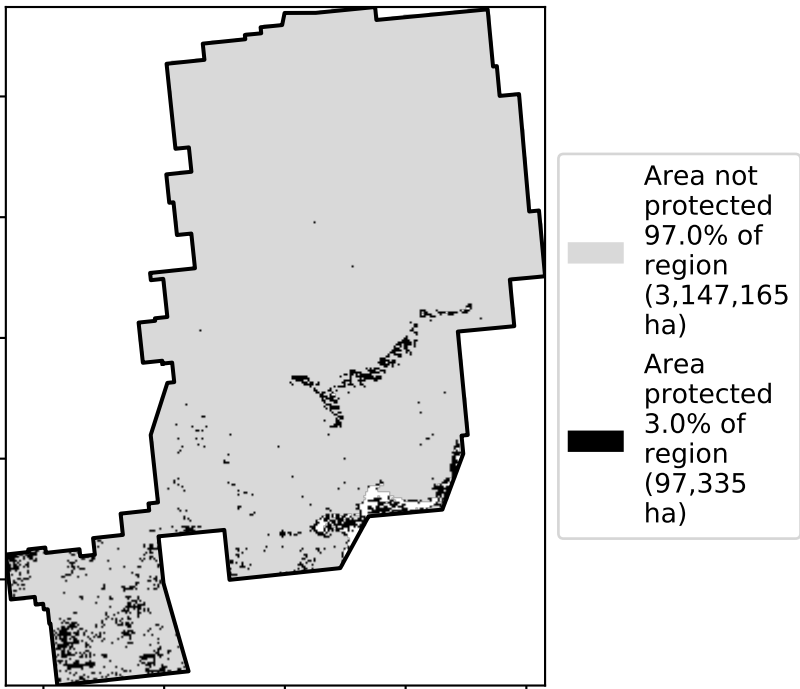 Area not
protected
97.0% of
region
(3,147,165
ha)
Area
protected
3.0% of
region
(97,335
ha)